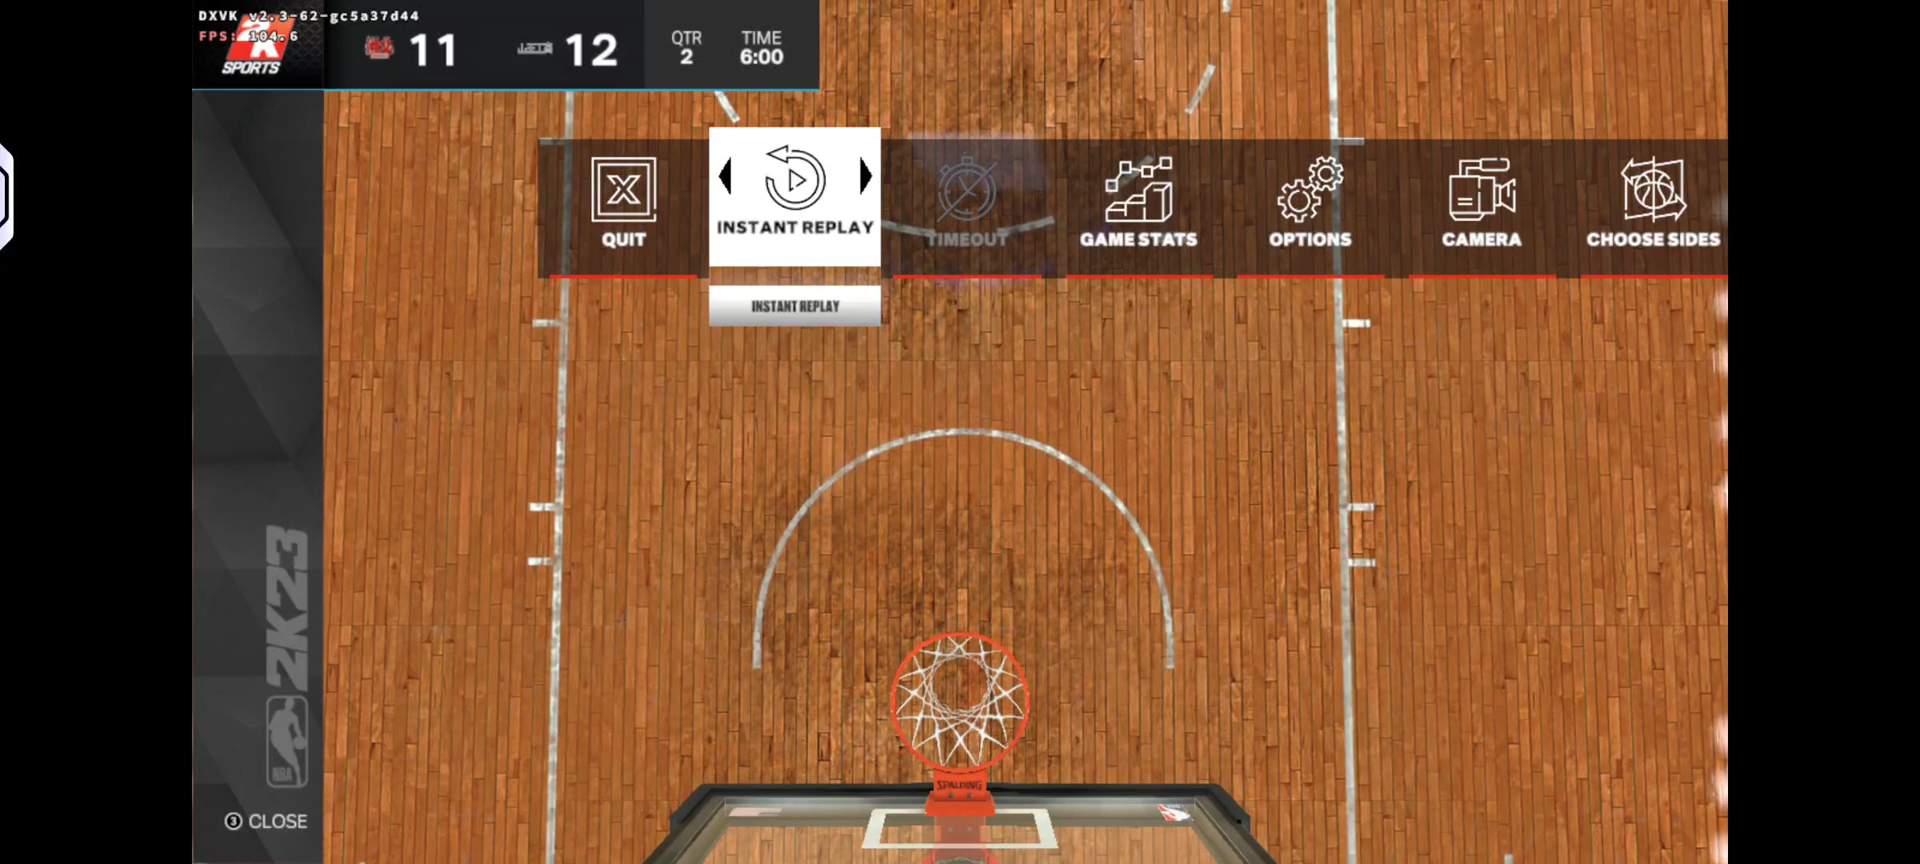 DXVK v2.3-62-gc5a37d44
FPS: 104.6
2K
SPORTS
11
12
QTR
2
TIME
6:00
QUIT
INSTANT REPLAY
TIMEOUT
GAME STATS
OPTIONS
CAMERA
CHOOSE SIDES
INSTANT REPLAY
NBA 2K23
SPALDING
3 CLOSE